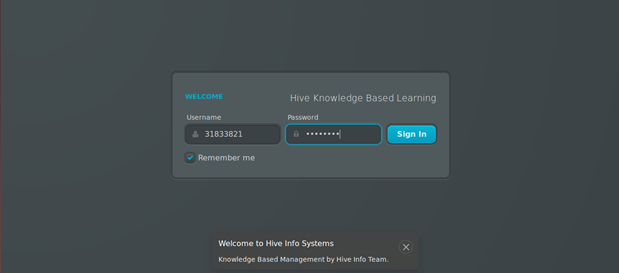 WELCOME
Hive Knowledge Based Learning
Username
Password
31833821
••••••••
Sign In
Remember me
Welcome to Hive Info Systems
Knowledge Based Management by Hive Info Team.